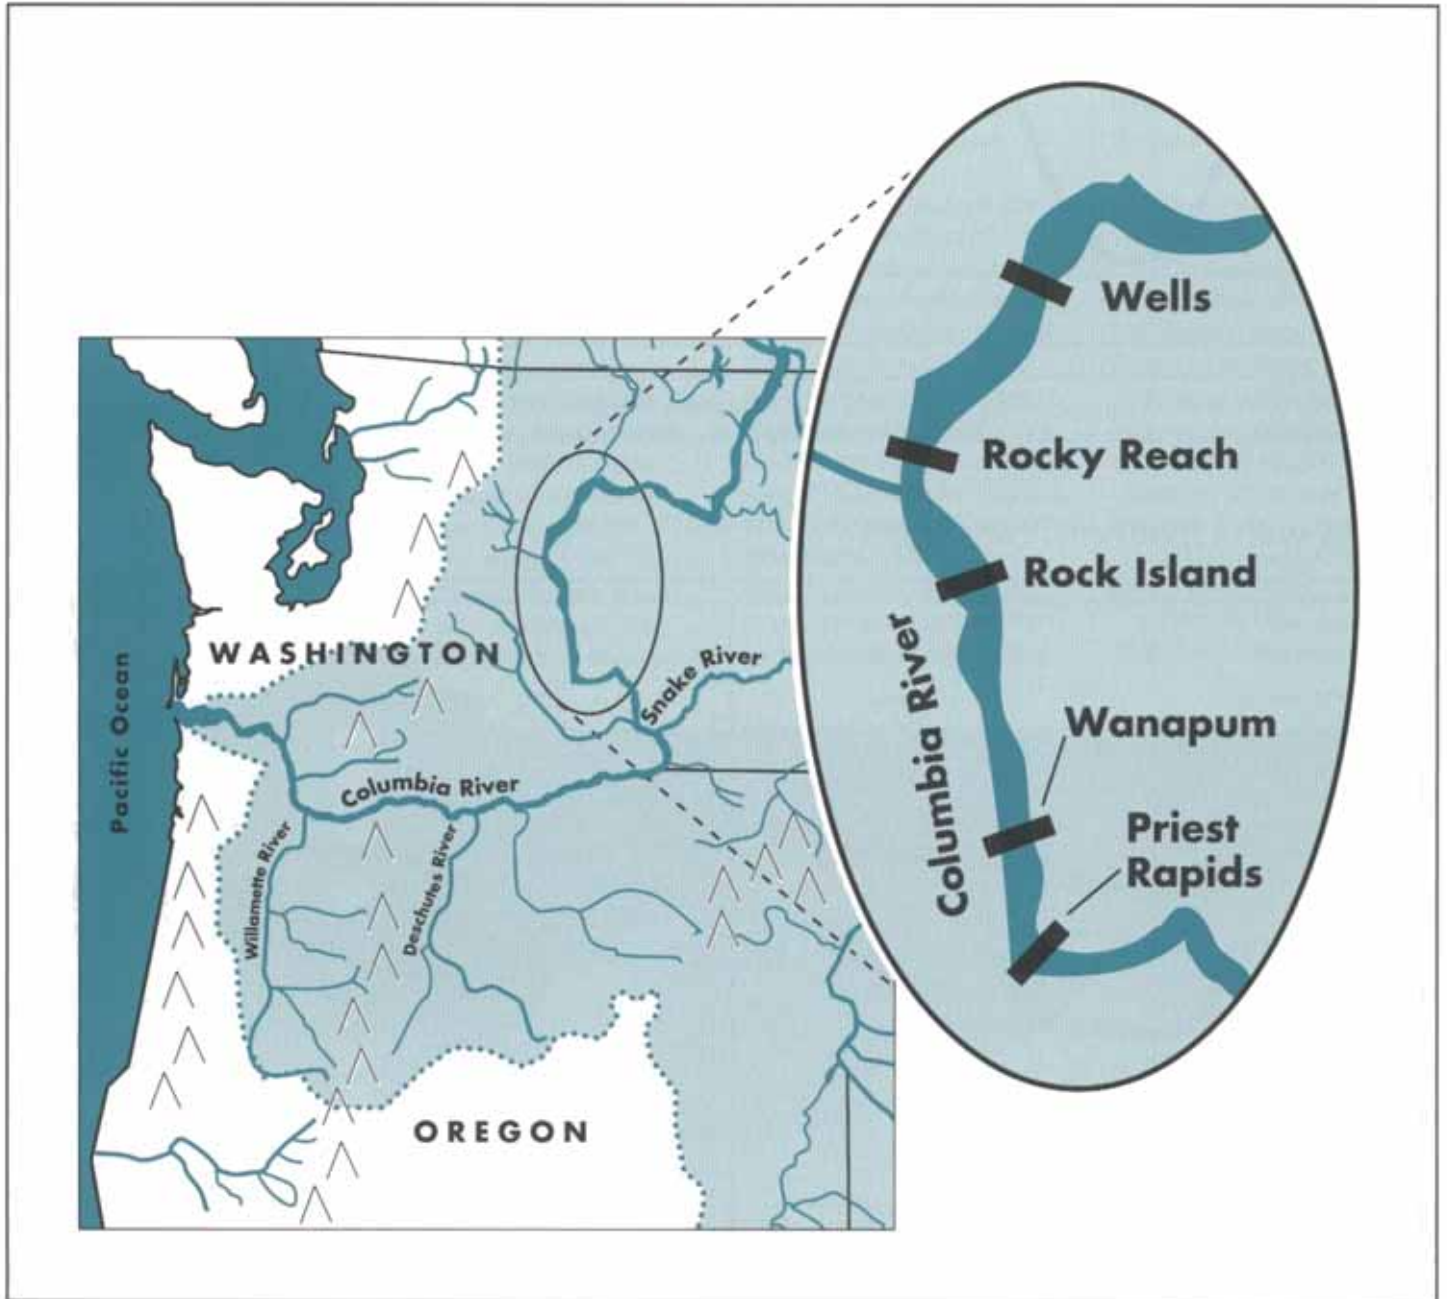 Wells
Rocky Reach
Rock Island
Columbia River
Wanapum
Priest
Rapids
WASHINGTON
Snake River
Pacific Ocean
Columbia River
Willamette River
Deschutes River
OREGON